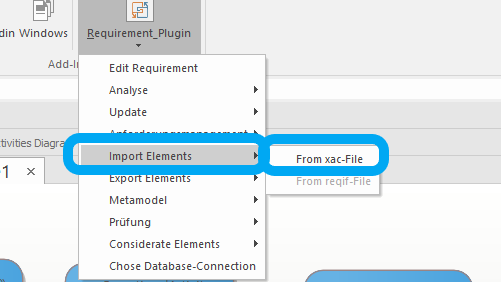 din Windows
Requirement_Plugin
Add-In
Edit Requirement
Analyse
Update
Anforderungsmanagement
Import Elements
From xac-File
Export Elements
From reqif-File
Metamodel
Prüfung
Considerate Elements
Chose Database-Connection
ctivities Diagra
1